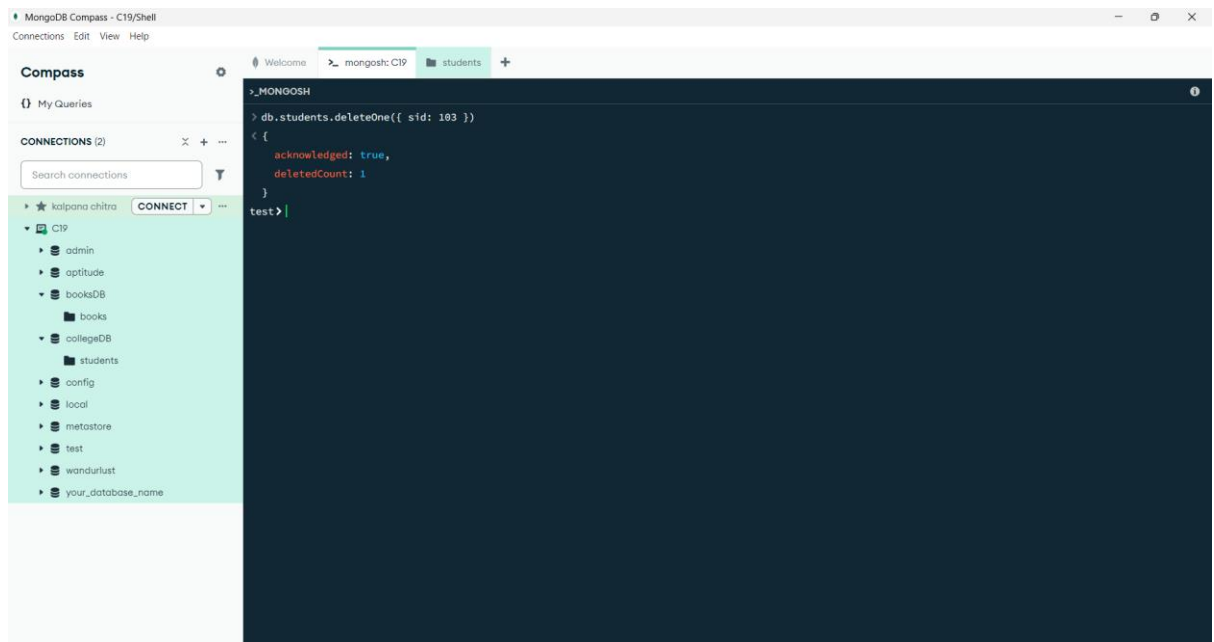 MongoDB Compass - C19/Shell
Connections Edit View Help
Compass
{} My Queries
CONNECTIONS (2)
Search connections
kalpana chitra CONNECT
C19
admin
aptitude
booksDB
books
collegeDB
students
config
local
metastore
test
wandurlust
your_database_name
Welcome >_ mongosh: C19 students +
>_MONGOSH
> db.students.deleteOne({ sid: 103 })
< {
acknowledged: true,
deletedCount: 1
}
test>